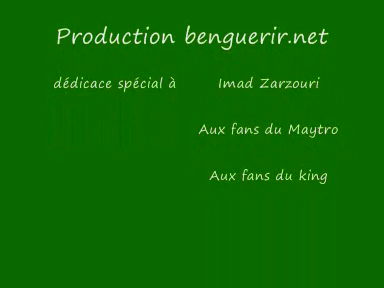 Production benguerir.net
dédicace spécial à Imad Zarzouri
Aux fans du Maytro
Aux fans du king